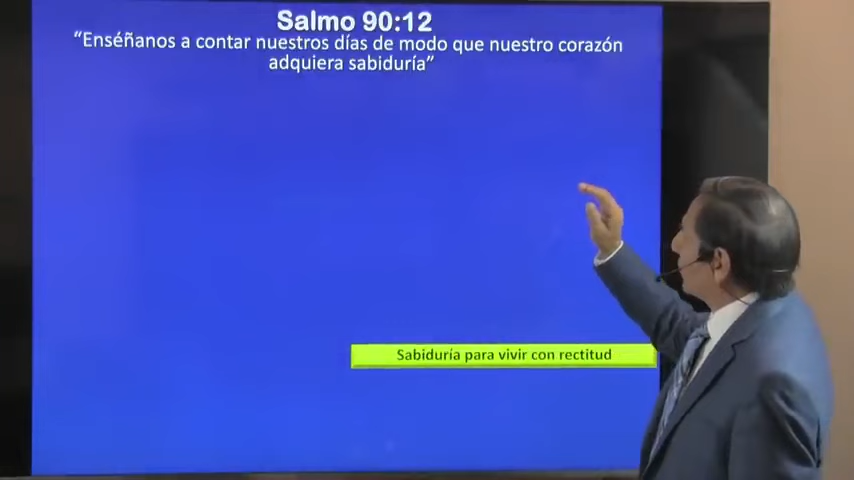 Salmo 90:12
“Enséñanos a contar nuestros días de modo que nuestro corazón
adquiera sabiduría”
Sabiduría para vivir con rectitud